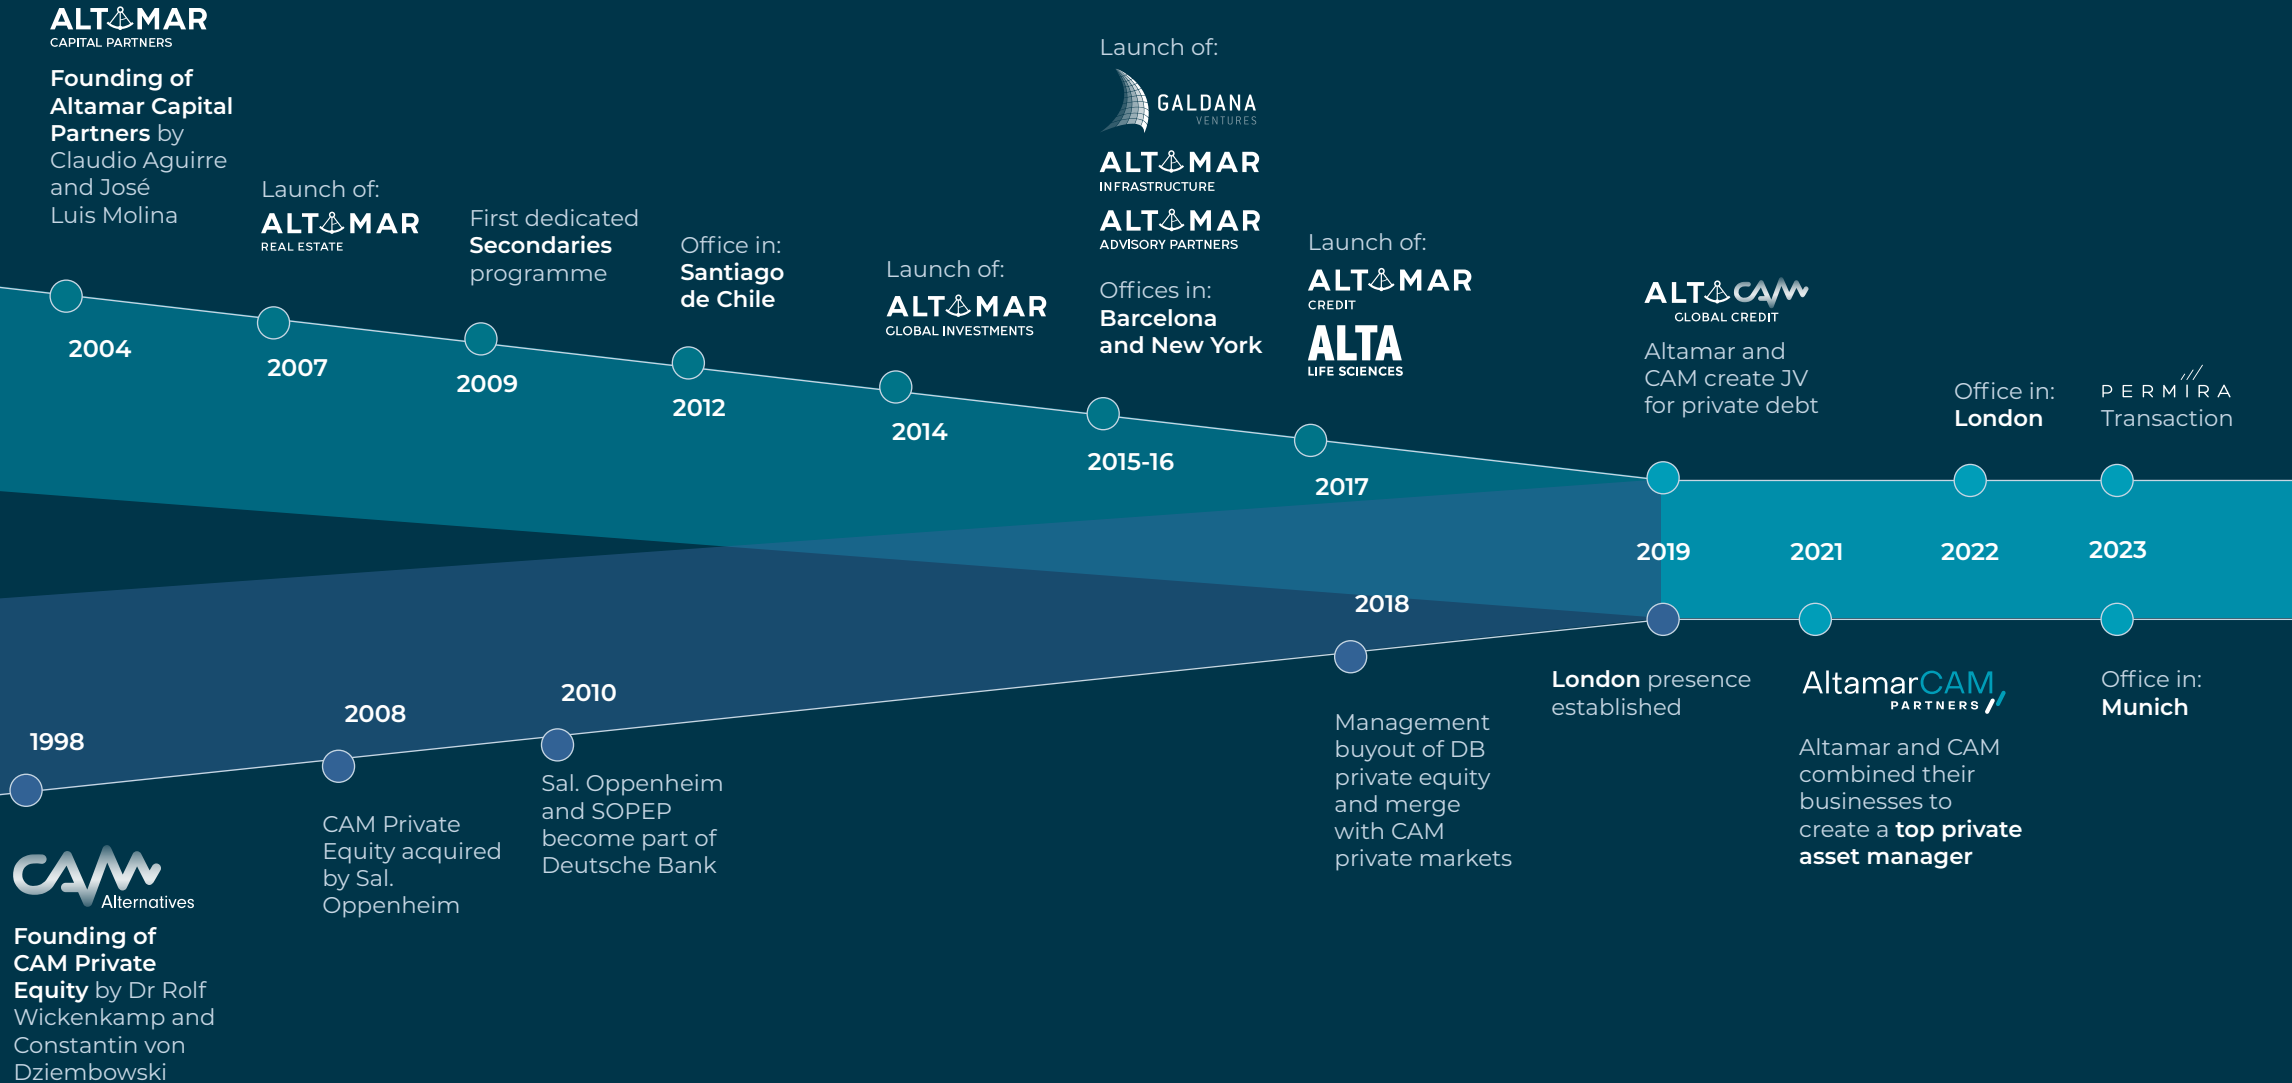 ALTAMAR
CAPITAL PARTNERS
Founding of
Altamar Capital
Partners by
Claudio Aguirre
and José
Luis Molina
2004
Launch of:
ALTAMAR
REAL ESTATE
2007
First dedicated
Secondaries
programme
2009
Office in:
Santiago
de Chile
2012
Launch of:
ALTAMAR
GLOBAL INVESTMENTS
2014
Launch of:
GALDANA
VENTURES
ALTAMAR
INFRASTRUCTURE
ALTAMAR
ADVISORY PARTNERS
Offices in:
Barcelona
and New York
2015-16
Launch of:
ALTAMAR
CREDIT
ALTA
LIFE SCIENCES
2017
ALTACAM
GLOBAL CREDIT
Altamar and
CAM create JV
for private debt
2019
2021
Office in:
London
2022
PERMIRA
Transaction
2023
1998
CAM
Alternatives
Founding of
CAM Private
Equity by Dr Rolf
Wickenkamp and
Constantin von
Dziembowski
2008
CAM Private
Equity acquired
by Sal.
Oppenheim
2010
Sal. Oppenheim
and SOPEP
become part of
Deutsche Bank
2018
Management
buyout of DB
private equity
and merge
with CAM
private markets
London presence
established
AltamarCAM
PARTNERS
Altamar and CAM
combined their
businesses to
create a top private
asset manager
Office in:
Munich